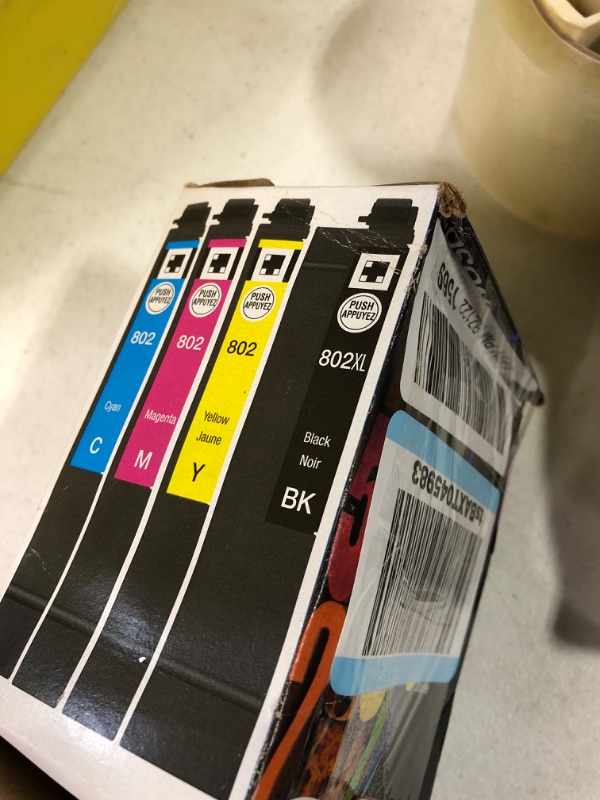 PUSH
APPUYEZ
802
Cyan
C
PUSH
APPUYEZ
802
Magenta
M
PUSH
APPUYEZ
802
Yellow
Jaune
Y
PUSH
APPUYEZ
802XL
Black
Noir
BK
tsBAXYT045983